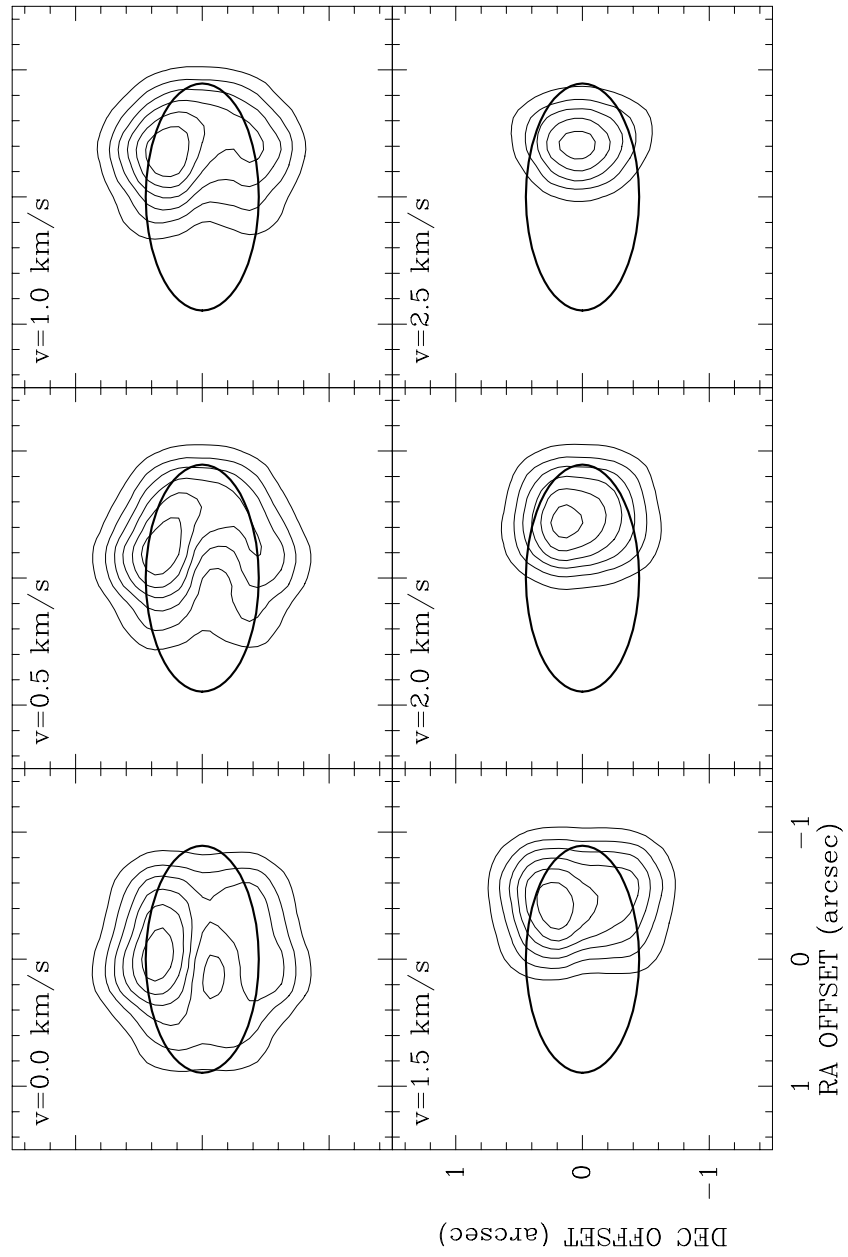 v=0.0 km/s
v=0.5 km/s
v=1.0 km/s
v=1.5 km/s
v=2.0 km/s
v=2.5 km/s
1
0
−1
DEC OFFSET (arcsec)
1
0
−1
RA OFFSET (arcsec)